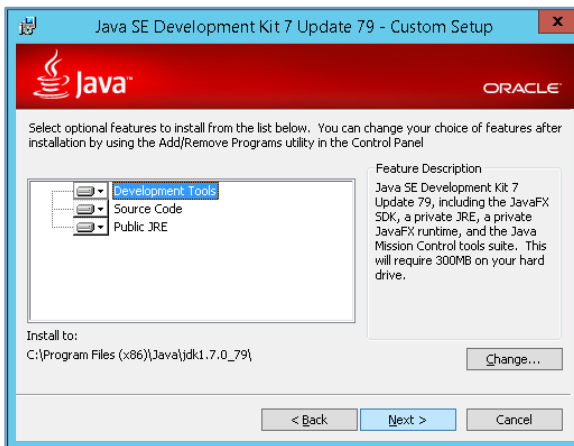 Java SE Development Kit 7 Update 79 - Custom Setup
x
Java™
ORACLE
Select optional features to install from the list below. You can change your choice of features after
installation by using the Add/Remove Programs utility in the Control Panel
Development Tools
Source Code
Public JRE
Feature Description
Java SE Development Kit 7
Update 79, including the JavaFX
SDK, a private JRE, a private
JavaFX runtime, and the Java
Mission Control tools suite. This
will require 300MB on your hard
drive.
Install to:
C:\Program Files (x86)\Java\jdk1.7.0_79\
Change...
< Back
Next >
Cancel